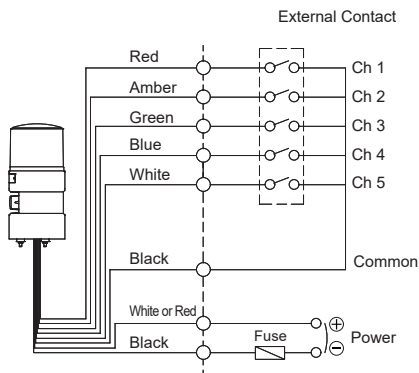 External Contact
Red
Ch 1
Amber
Ch 2
Green
Ch 3
Blue
Ch 4
White
Ch 5
Black
Common
White or Red
Fuse
+
Power
Black
−